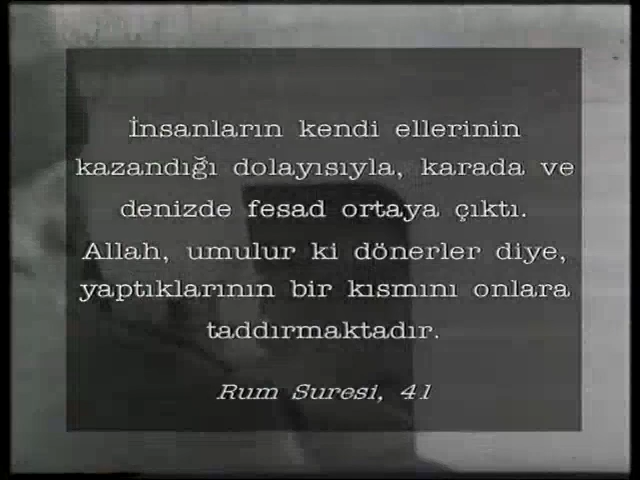 İnsanların kendi ellerinin
kazandığı dolayısıyla, karada ve
denizde fesad ortaya çıktı.
Allah, umulur ki dönerler diye,
yaptıklarının bir kısmını onlara
taddırmaktadır.
Rum Suresi, 41